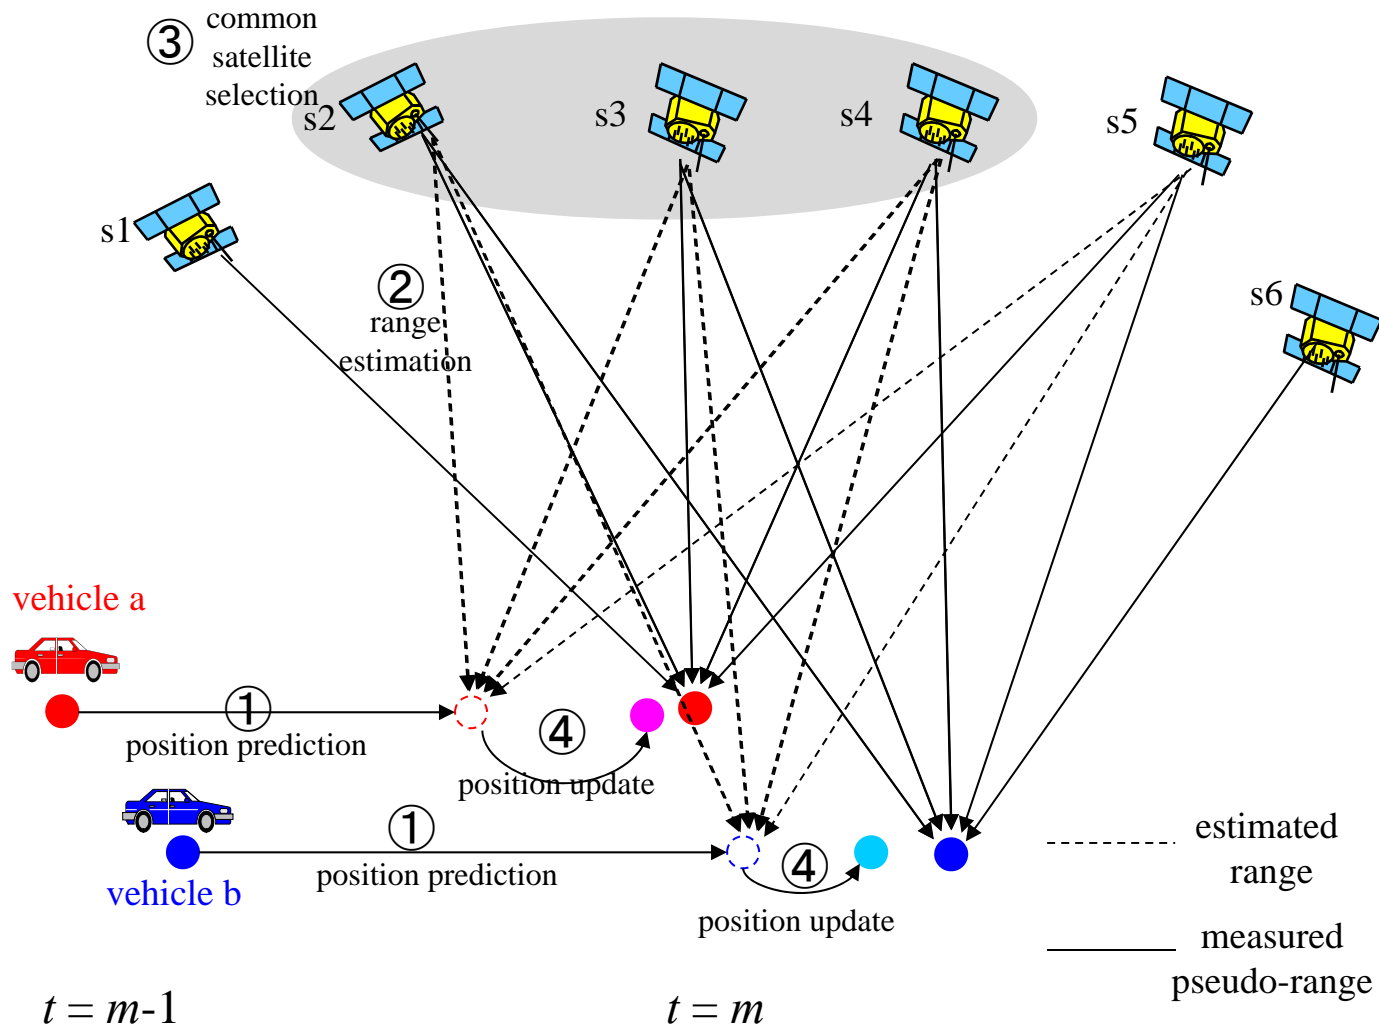 ③ common
satellite
selection
s2
s3
s4
s5
s1
s6
②
range
estimation
vehicle a
①
position prediction
④
position update
①
position prediction
vehicle b
④
position update
estimated
range
measured
pseudo-range
t = m-1
t = m